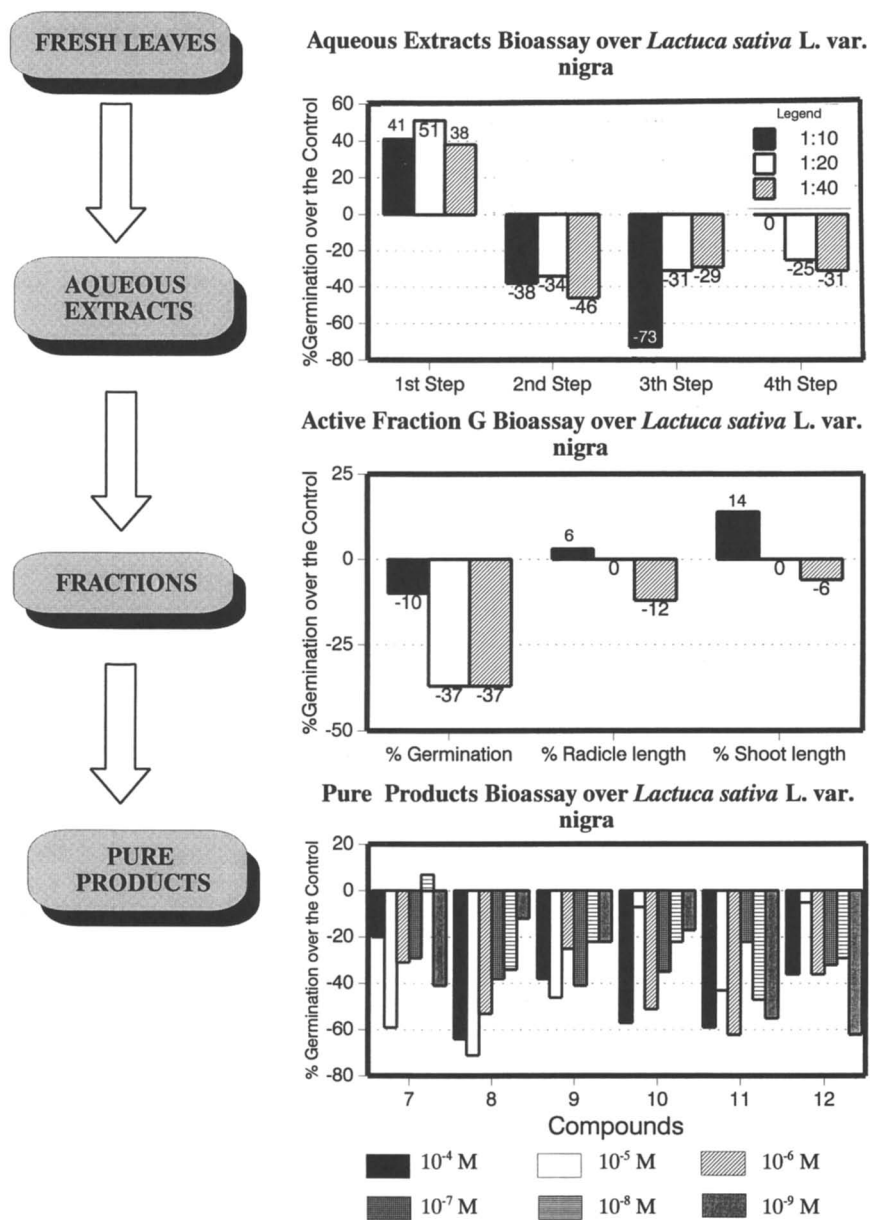 FRESH LEAVES
AQUEOUS
EXTRACTS
FRACTIONS
PURE
PRODUCTS
Aqueous Extracts Bioassay over Lactuca sativa L. var.
nigra
%Germination over the Control
60
40
20
0
-20
-40
-60
-80
41
51
38
-38
-34
-46
-73
-31
-29
0
-25
-31
Legend
1:10
1:20
1:40
1st Step
2nd Step
3th Step
4th Step
Active Fraction G Bioassay over Lactuca sativa L. var.
nigra
%Gemination over the Control
25
0
-25
-50
-10
-37
-37
6
0
-12
14
0
-6
% Germination
% Radicle length
% Shoot length
Pure Products Bioassay over Lactuca sativa L. var.
nigra
% Germination over the Control
20
0
-20
-40
-60
-80
7
8
9
10
11
12
Compounds
10⁻⁴ M
10⁻⁵ M
10⁻⁶ M
10⁻⁷ M
10⁻⁸ M
10⁻⁹ M